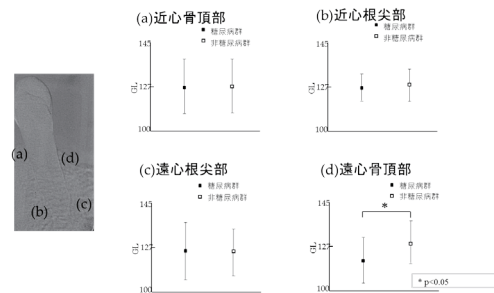 (a)近心骨頂部
145
糖尿病群
非糖尿病群
GL
127
100
(b)近心根尖部
145
糖尿病群
非糖尿病群
GL
127
100
(a)
(d)
(c)
(b)
(c)遠心根尖部
145
糖尿病群
非糖尿病群
GL
127
100
(d)遠心骨頂部
145
糖尿病群
非糖尿病群
*
GL
127
100
* p<0.05